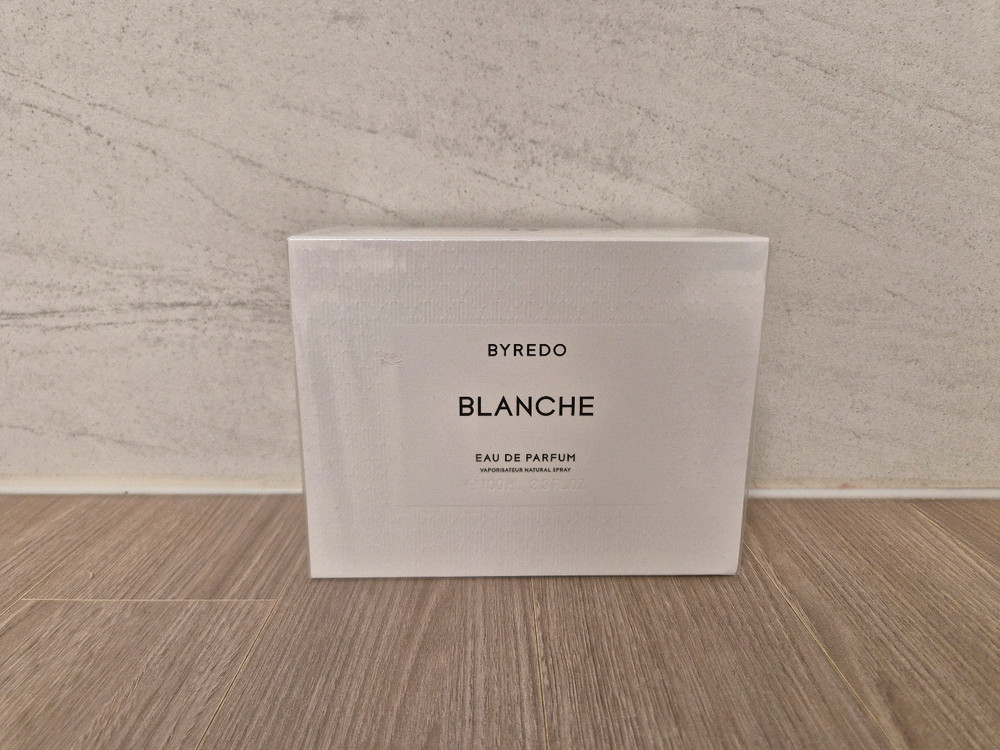 BYREDO
BLANCHE
EAU DE PARFUM
VAPORISATEUR NATURAL SPRAY